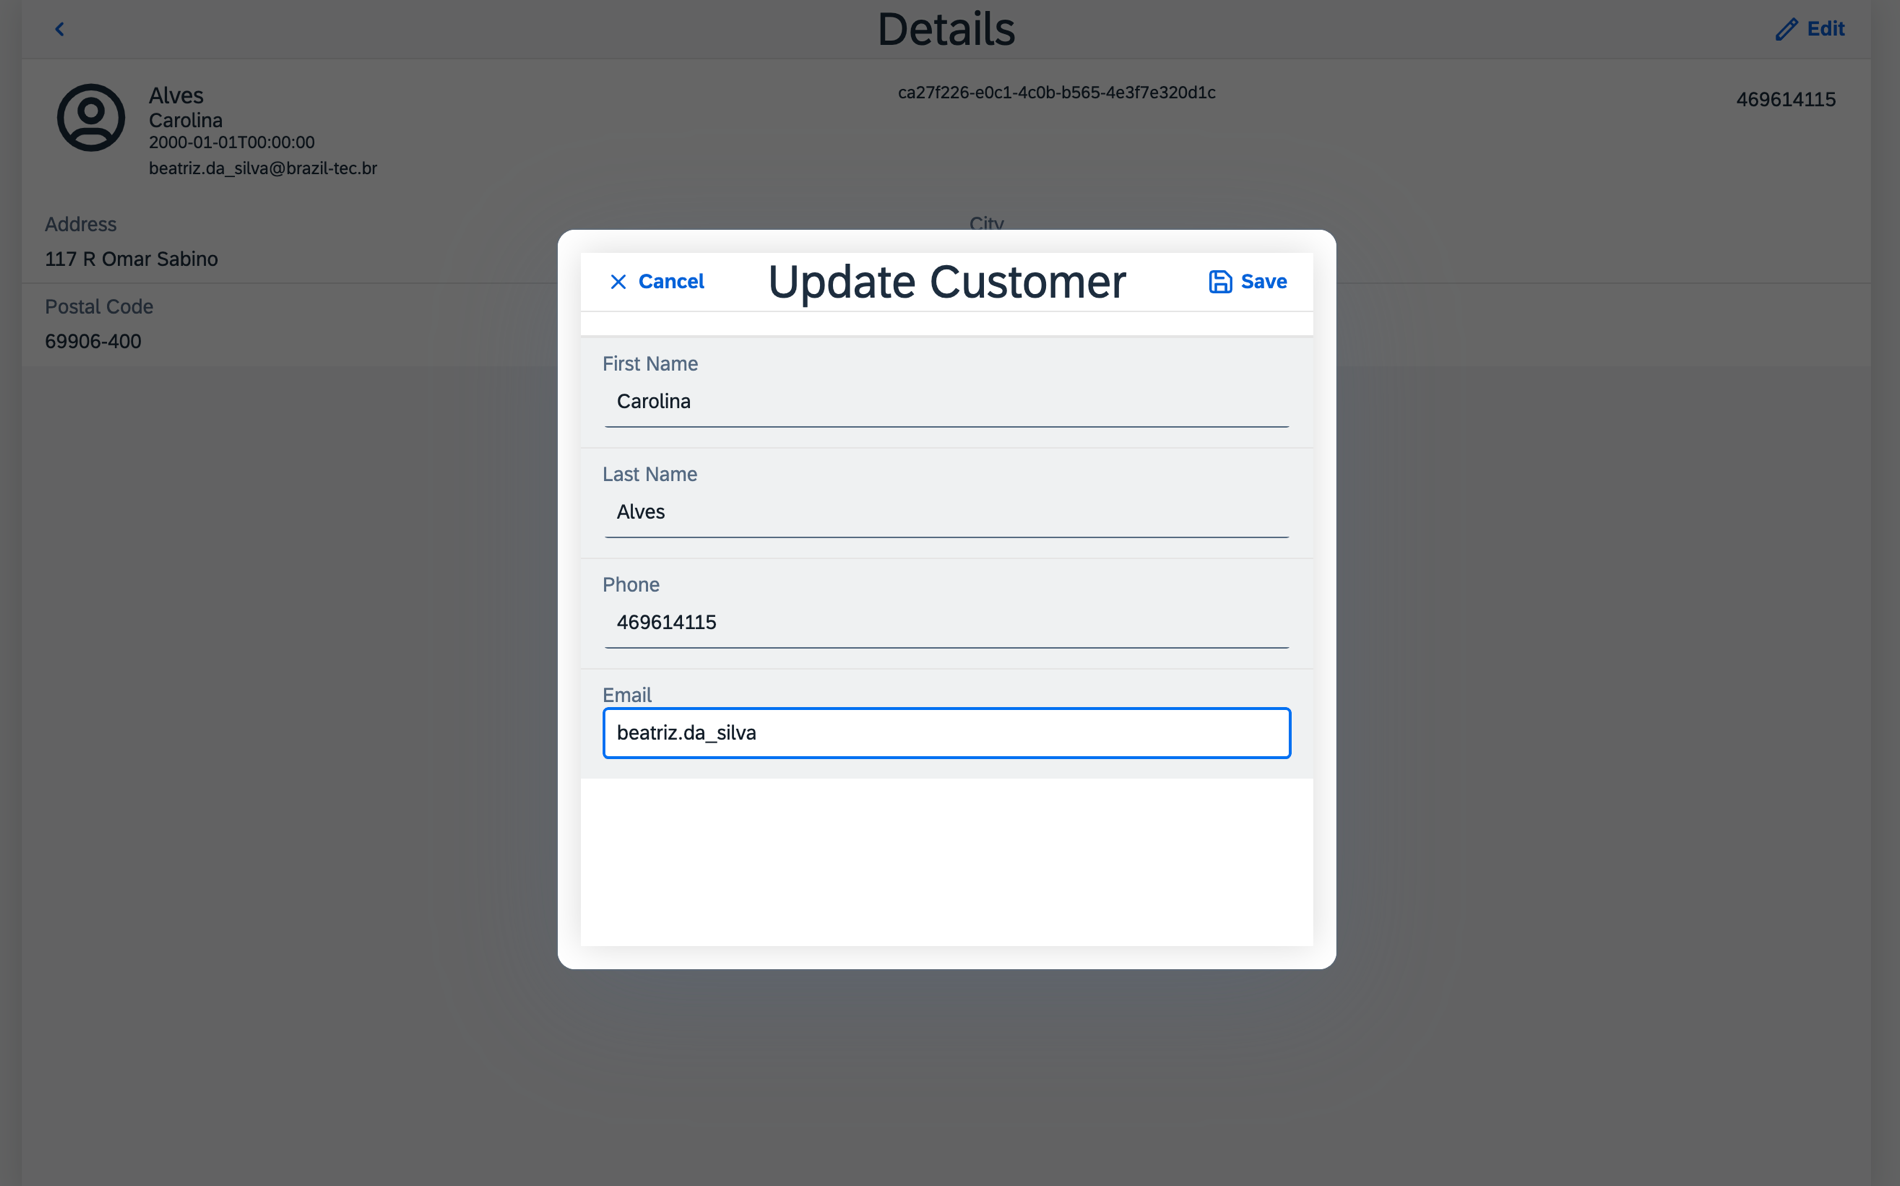 Details
Edit
Alves
Carolina
2000-01-01T00:00:00
beatriz.da_silva@brazil-tec.br
ca27f226-e0c1-4c0b-b565-4e3f7e320d1c
469614115
Address
117 R Omar Sabino
City
Postal Code
69906-400
Cancel
Update Customer
Save
First Name
Carolina
Last Name
Alves
Phone
469614115
Email
beatriz.da_silva